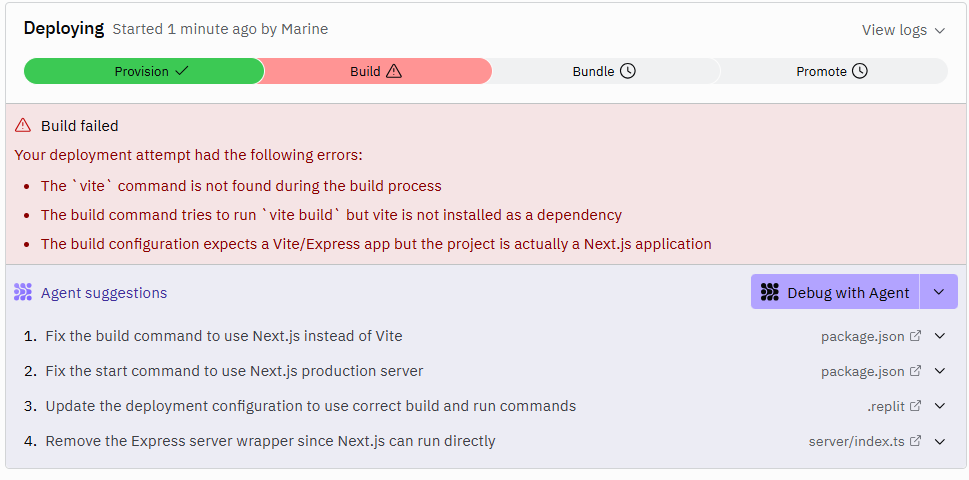 Deploying Started 1 minute ago by Marine View logs
Provision Build Bundle Promote
Build failed
Your deployment attempt had the following errors:
• The `vite` command is not found during the build process
• The build command tries to run `vite build` but vite is not installed as a dependency
• The build configuration expects a Vite/Express app but the project is actually a Next.js application
Agent suggestions Debug with Agent
1. Fix the build command to use Next.js instead of Vite package.json
2. Fix the start command to use Next.js production server package.json
3. Update the deployment configuration to use correct build and run commands .replit
4. Remove the Express server wrapper since Next.js can run directly server/index.ts